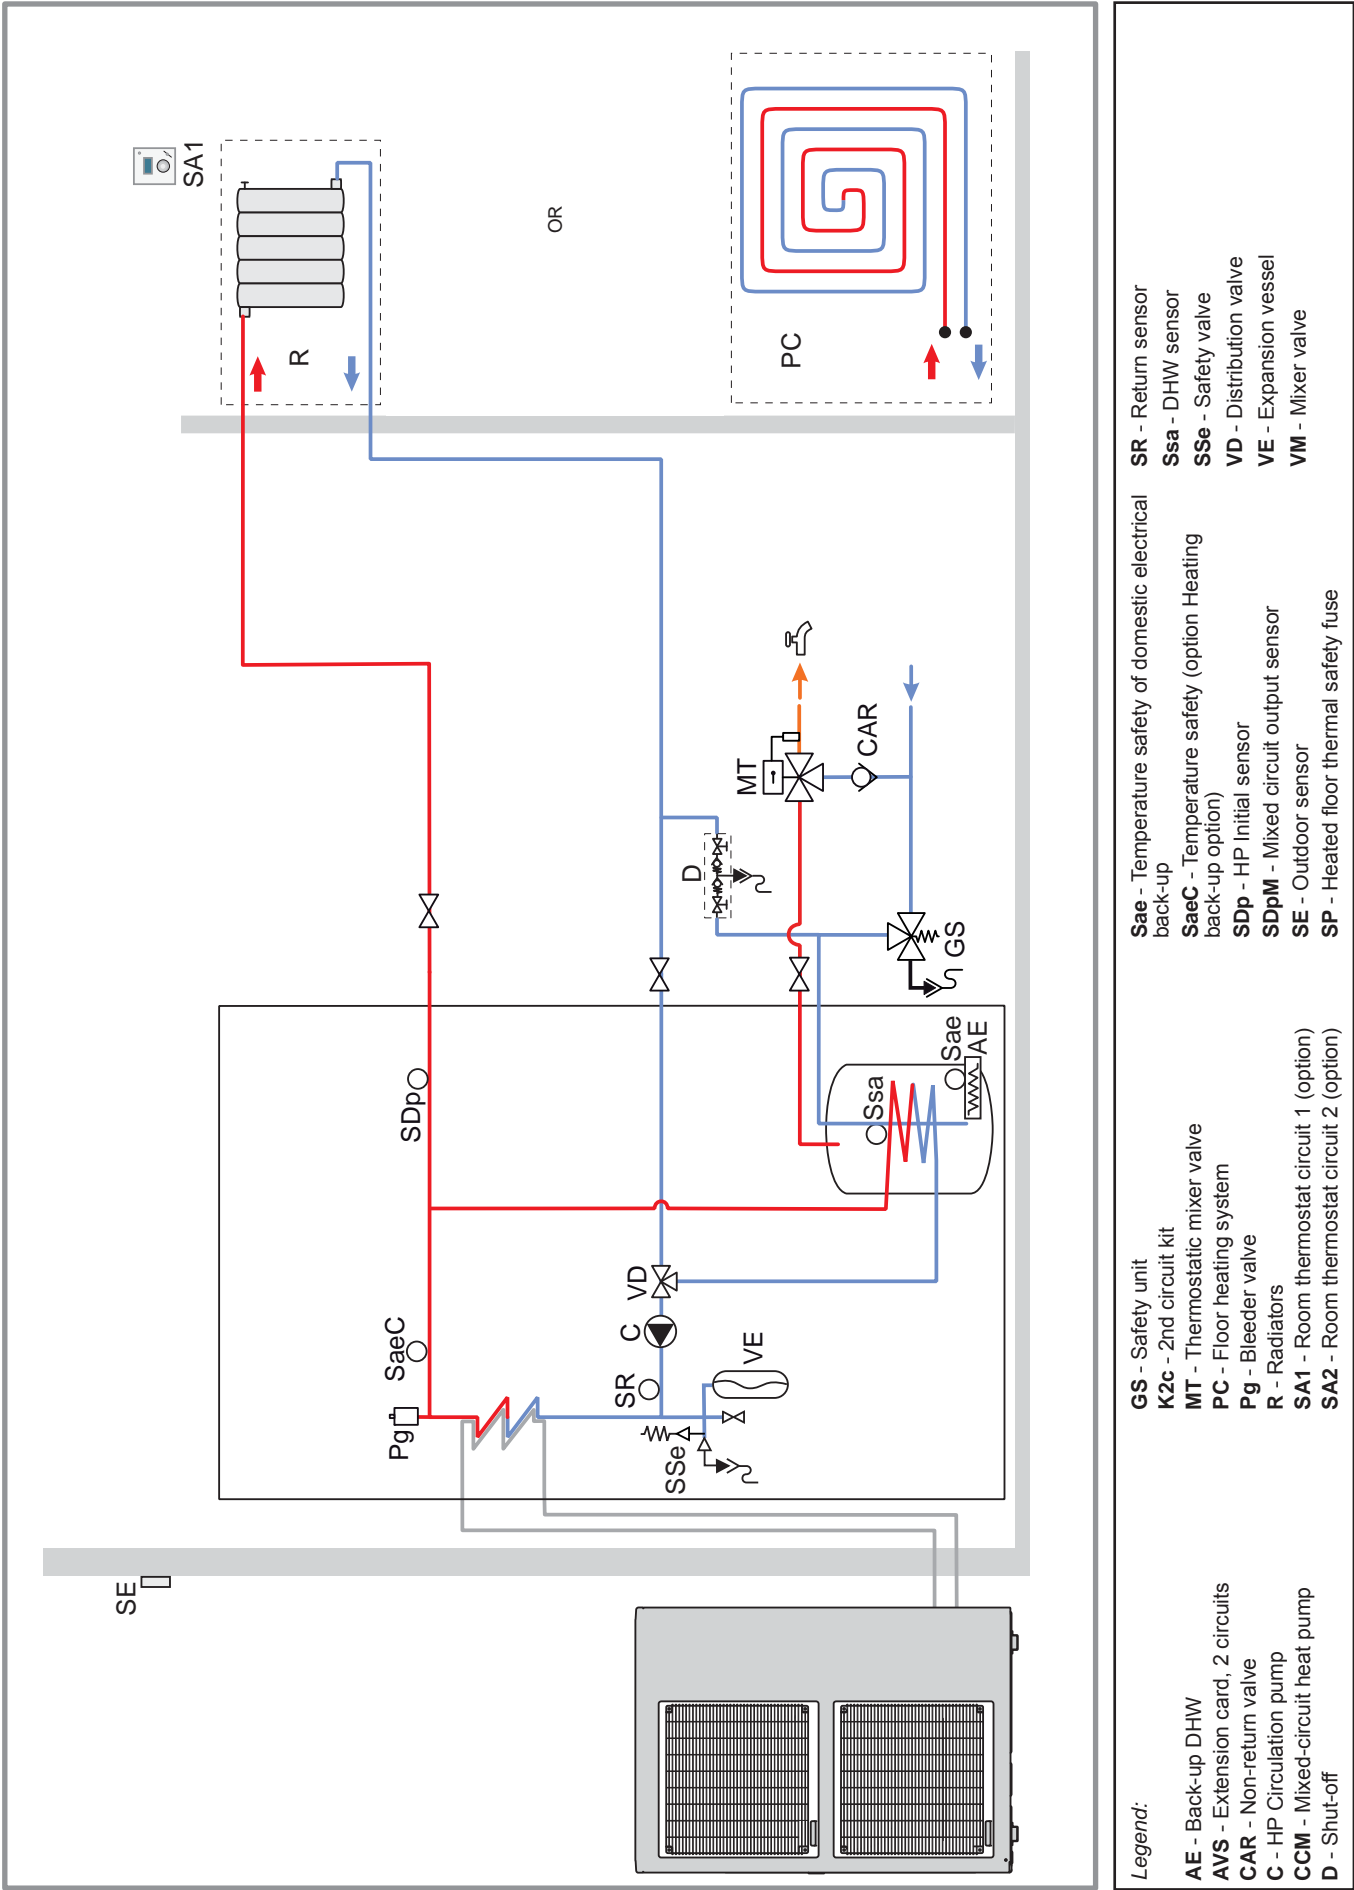 SE
SA1
R
OR
PC
Pg
SaeC
SDp
SR
C
VD
SSe
VE
D
MT
CAR
GS
Ssa
Sae
AE
Legend:
AE - Back-up DHW
AVS - Extension card, 2 circuits
CAR - Non-return valve
C - HP Circulation pump
CCM - Mixed-circuit heat pump
D - Shut-off
GS - Safety unit
K2c - 2nd circuit kit
MT - Thermostatic mixer valve
PC - Floor heating system
Pg - Bleeder valve
R - Radiators
SA1 - Room thermostat circuit 1 (option)
SA2 - Room thermostat circuit 2 (option)
Sae - Temperature safety of domestic electrical
back-up
SaeC - Temperature safety (option Heating
back-up option)
SDp - HP Initial sensor
SDpM - Mixed circuit output sensor
SE - Outdoor sensor
SP - Heated floor thermal safety fuse
SR - Return sensor
Ssa - DHW sensor
SSe - Safety valve
VD - Distribution valve
VE - Expansion vessel
VM - Mixer valve